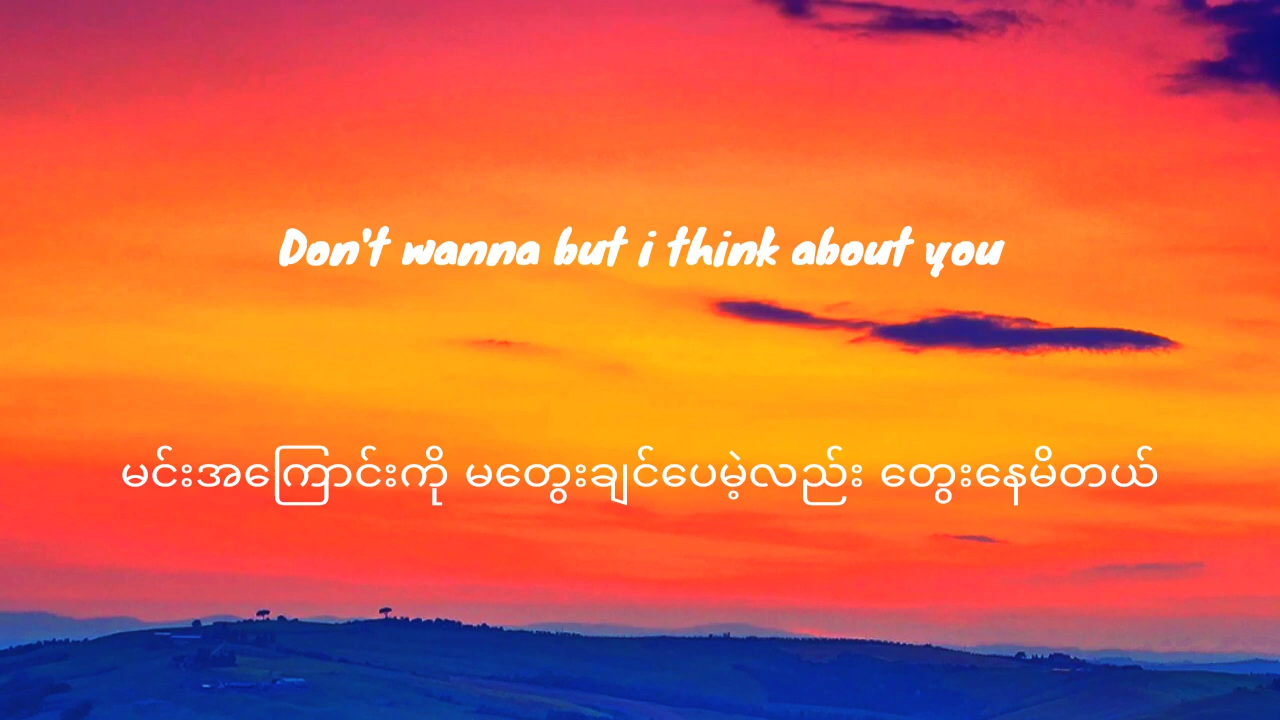 Don't wanna but i think about you
မင်းအကြောင်းကို မတွေးချင်ပေမဲ့လည်း တွေးနေမိတယ်